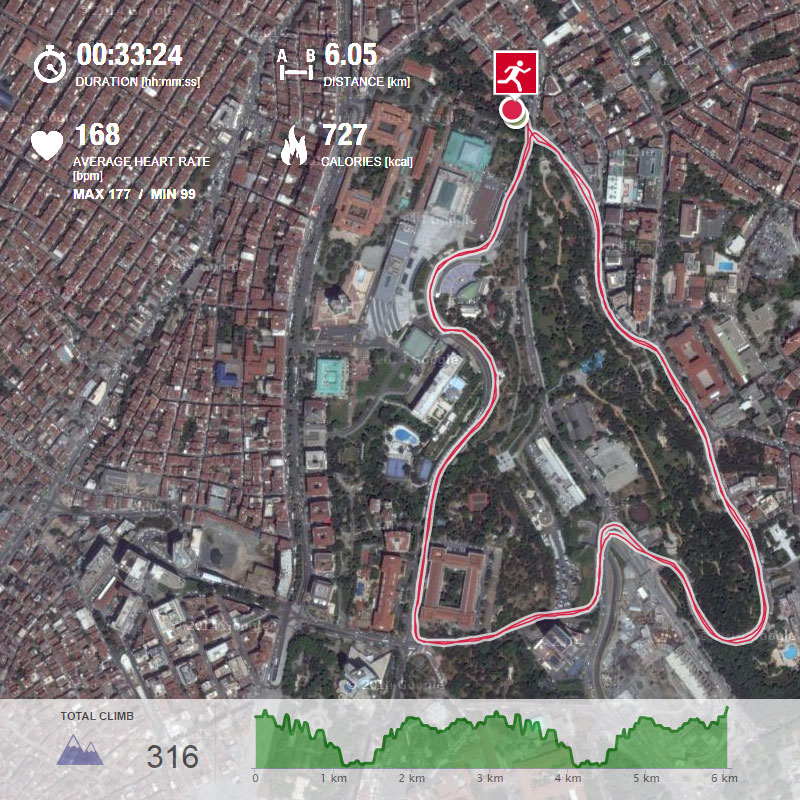 00:33:24
DURATION [hh:mm:ss]
A B
6.05
DISTANCE [km]
168
AVERAGE HEART RATE
[bpm]
MAX 177 / MIN 99
727
CALORIES [kcal]
TOTAL CLIMB
316
0 1 km 2 km 3 km 4 km 5 km 6 km